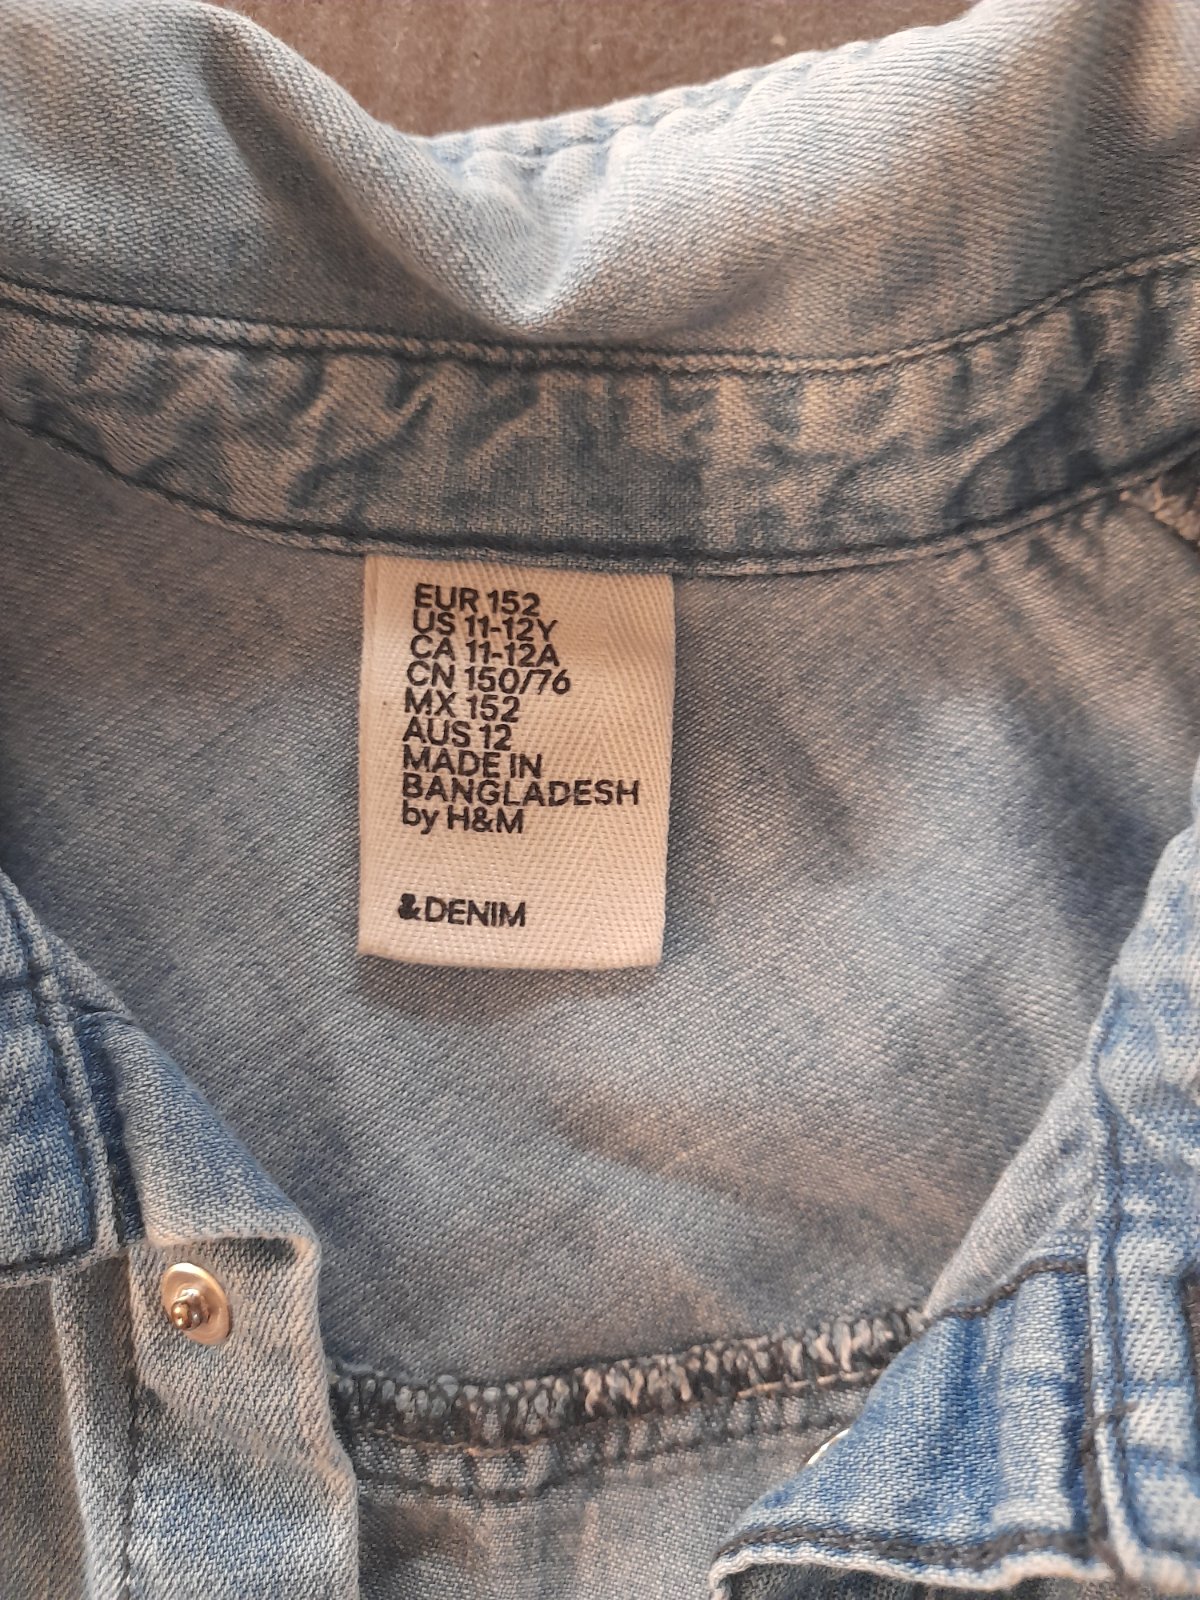 EUR 152
US 11-12Y
CA 11-12A
CN 150/76
MX 152
AUS 12
MADE IN
BANGLADESH
by H&M
&DENIM